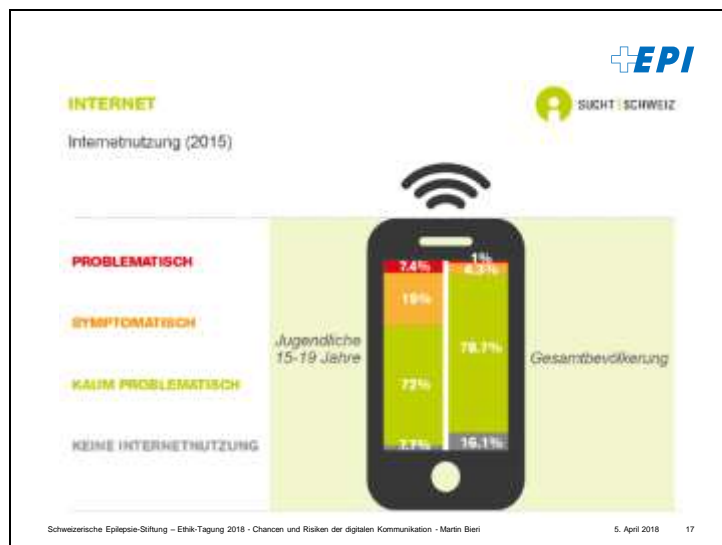 EPI
INTERNET
SUCHT SCHWEIZ
Internetnutzung (2015)
PROBLEMATISCH
SYMPTOMATISCH
KAUM PROBLEMATISCH
KEINE INTERNETNUTZUNG
Jugendliche
15-19 Jahre
7.4%
72%
1%
4.3%
78.7%
16.1%
Gesamtbevölkerung
Schweizerische Epilepsie-Stiftung – Ethik-Tagung 2018 - Chancen und Risiken der digitalen Kommunikation - Martin Bieri
5. April 2018
17